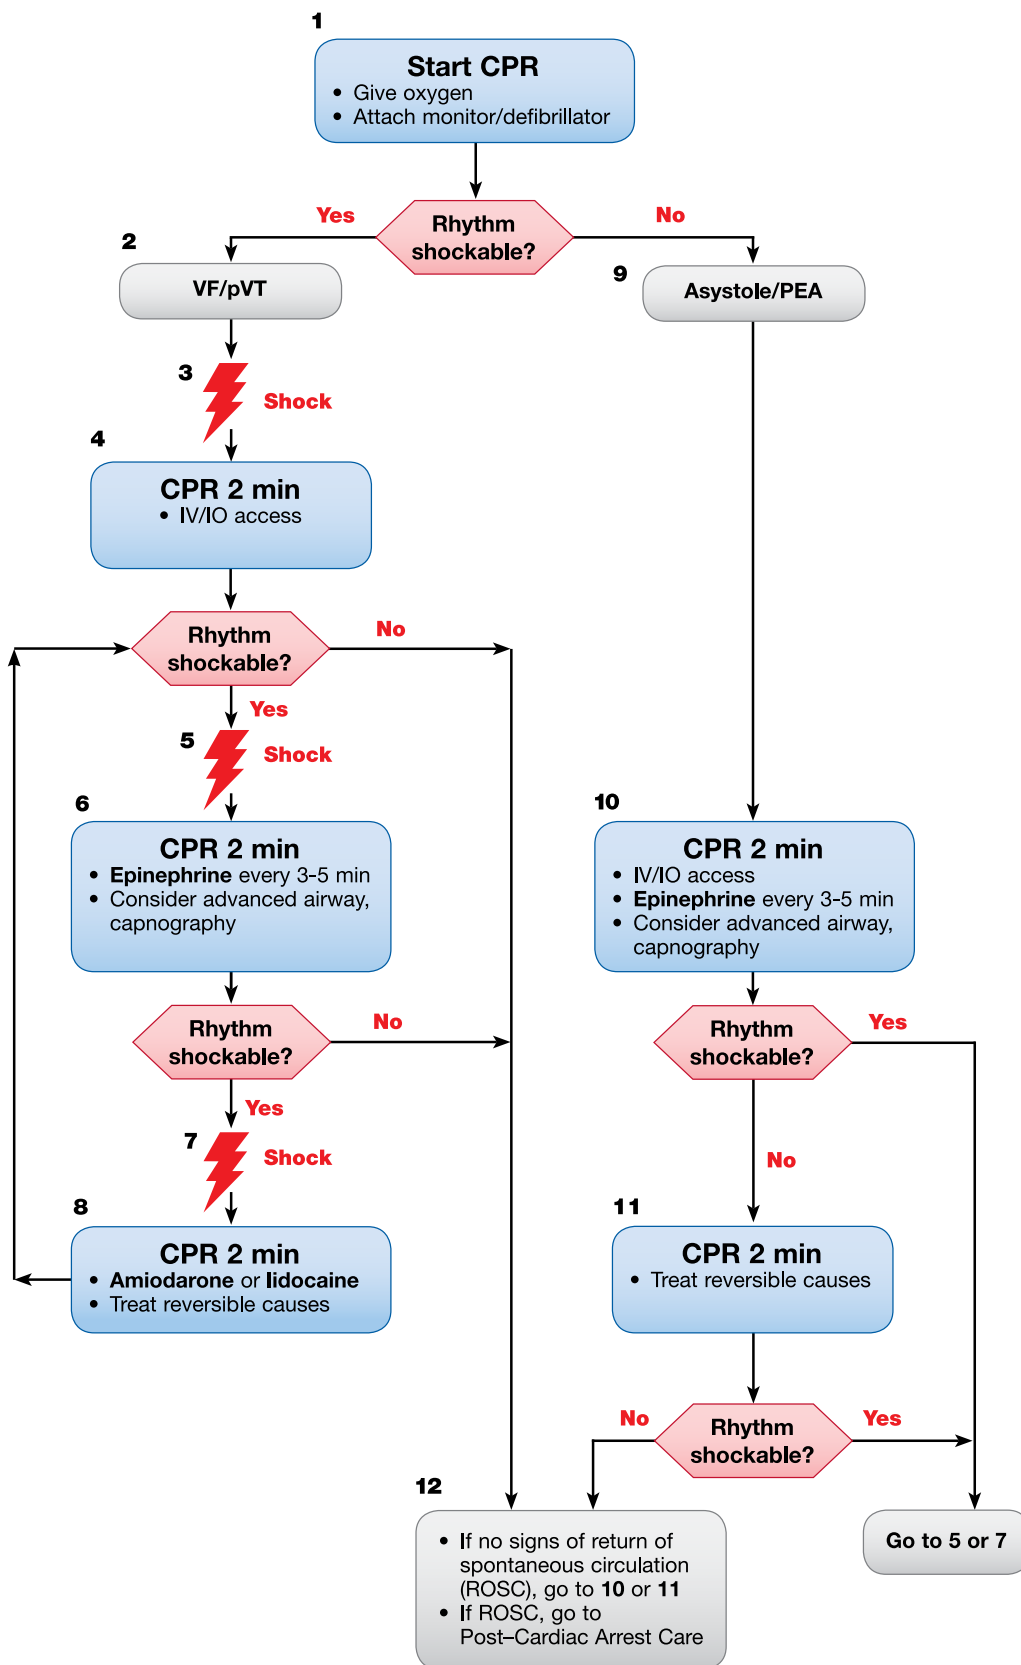 1
Start CPR
• Give oxygen
• Attach monitor/defibrillator
Rhythm
shockable?
Yes
No
2
VF/pVT
3
Shock
4
CPR 2 min
• IV/IO access
Rhythm
shockable?
No
Yes
5
Shock
6
CPR 2 min
• Epinephrine every 3-5 min
• Consider advanced airway,
capnography
Rhythm
shockable?
No
Yes
7
Shock
8
CPR 2 min
• Amiodarone or lidocaine
• Treat reversible causes
9
Asystole/PEA
10
CPR 2 min
• IV/IO access
• Epinephrine every 3-5 min
• Consider advanced airway,
capnography
Rhythm
shockable?
Yes
No
11
CPR 2 min
• Treat reversible causes
Rhythm
shockable?
No
Yes
12
• If no signs of return of
spontaneous circulation
(ROSC), go to 10 or 11
• If ROSC, go to
Post–Cardiac Arrest Care
Go to 5 or 7